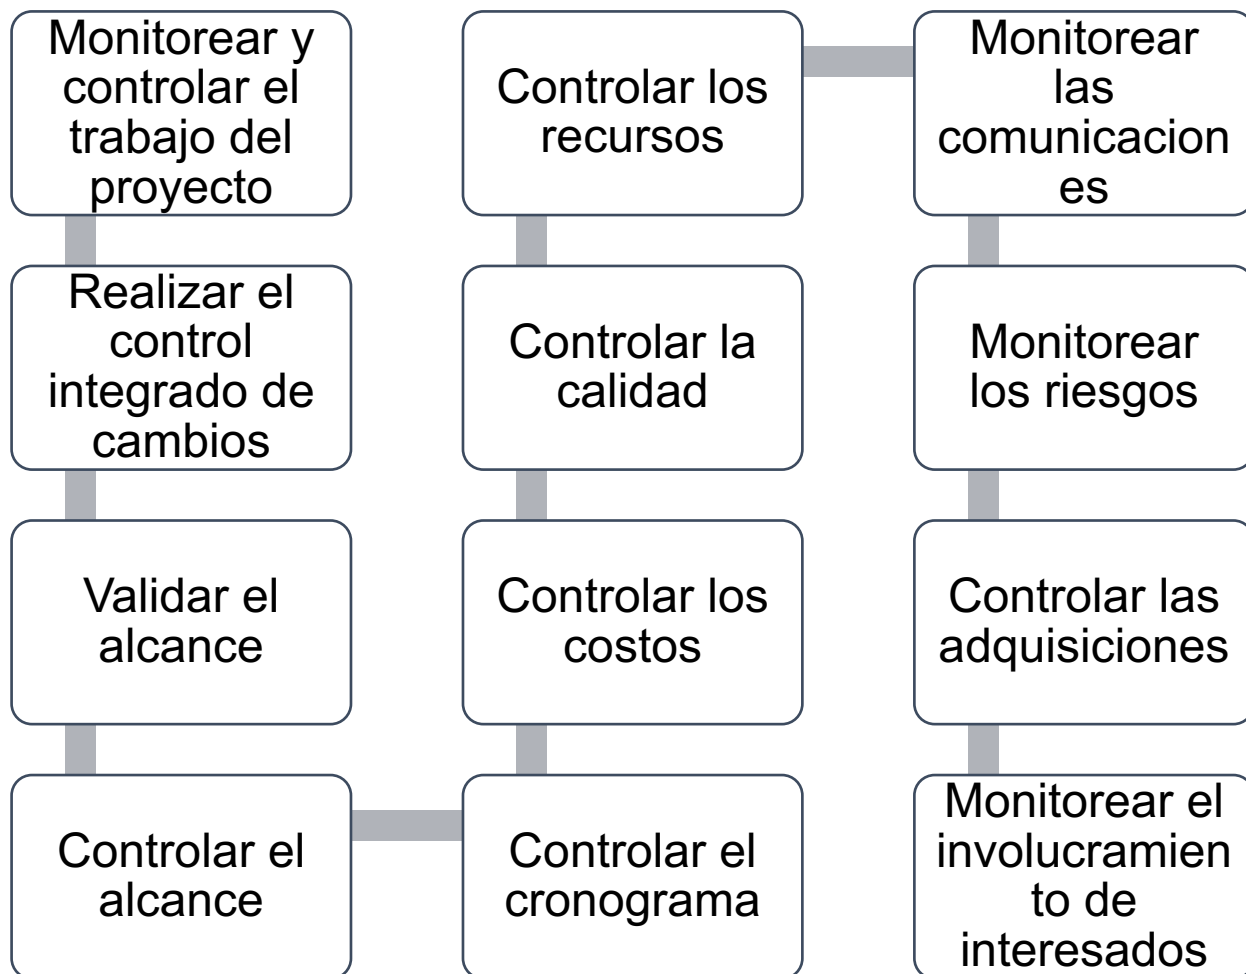 Monitorear y
controlar el
trabajo del
proyecto
Realizar el
control
integrado de
cambios
Validar el
alcance
Controlar el
alcance
Controlar el
cronograma
Controlar los
costos
Controlar la
calidad
Controlar los
recursos
Monitorear
las
comunicacion
es
Monitorear
los riesgos
Controlar las
adquisiciones
Monitorear el
involucramien
to de
interesados